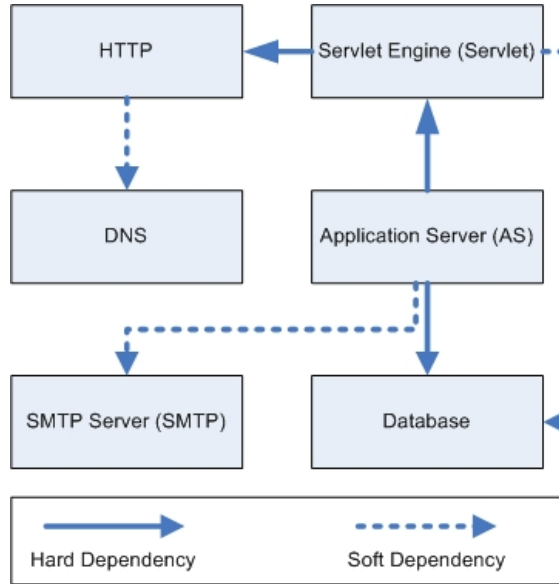 HTTP
Servlet Engine (Servlet)
DNS
Application Server (AS)
SMTP Server (SMTP)
Database
Hard Dependency
Soft Dependency